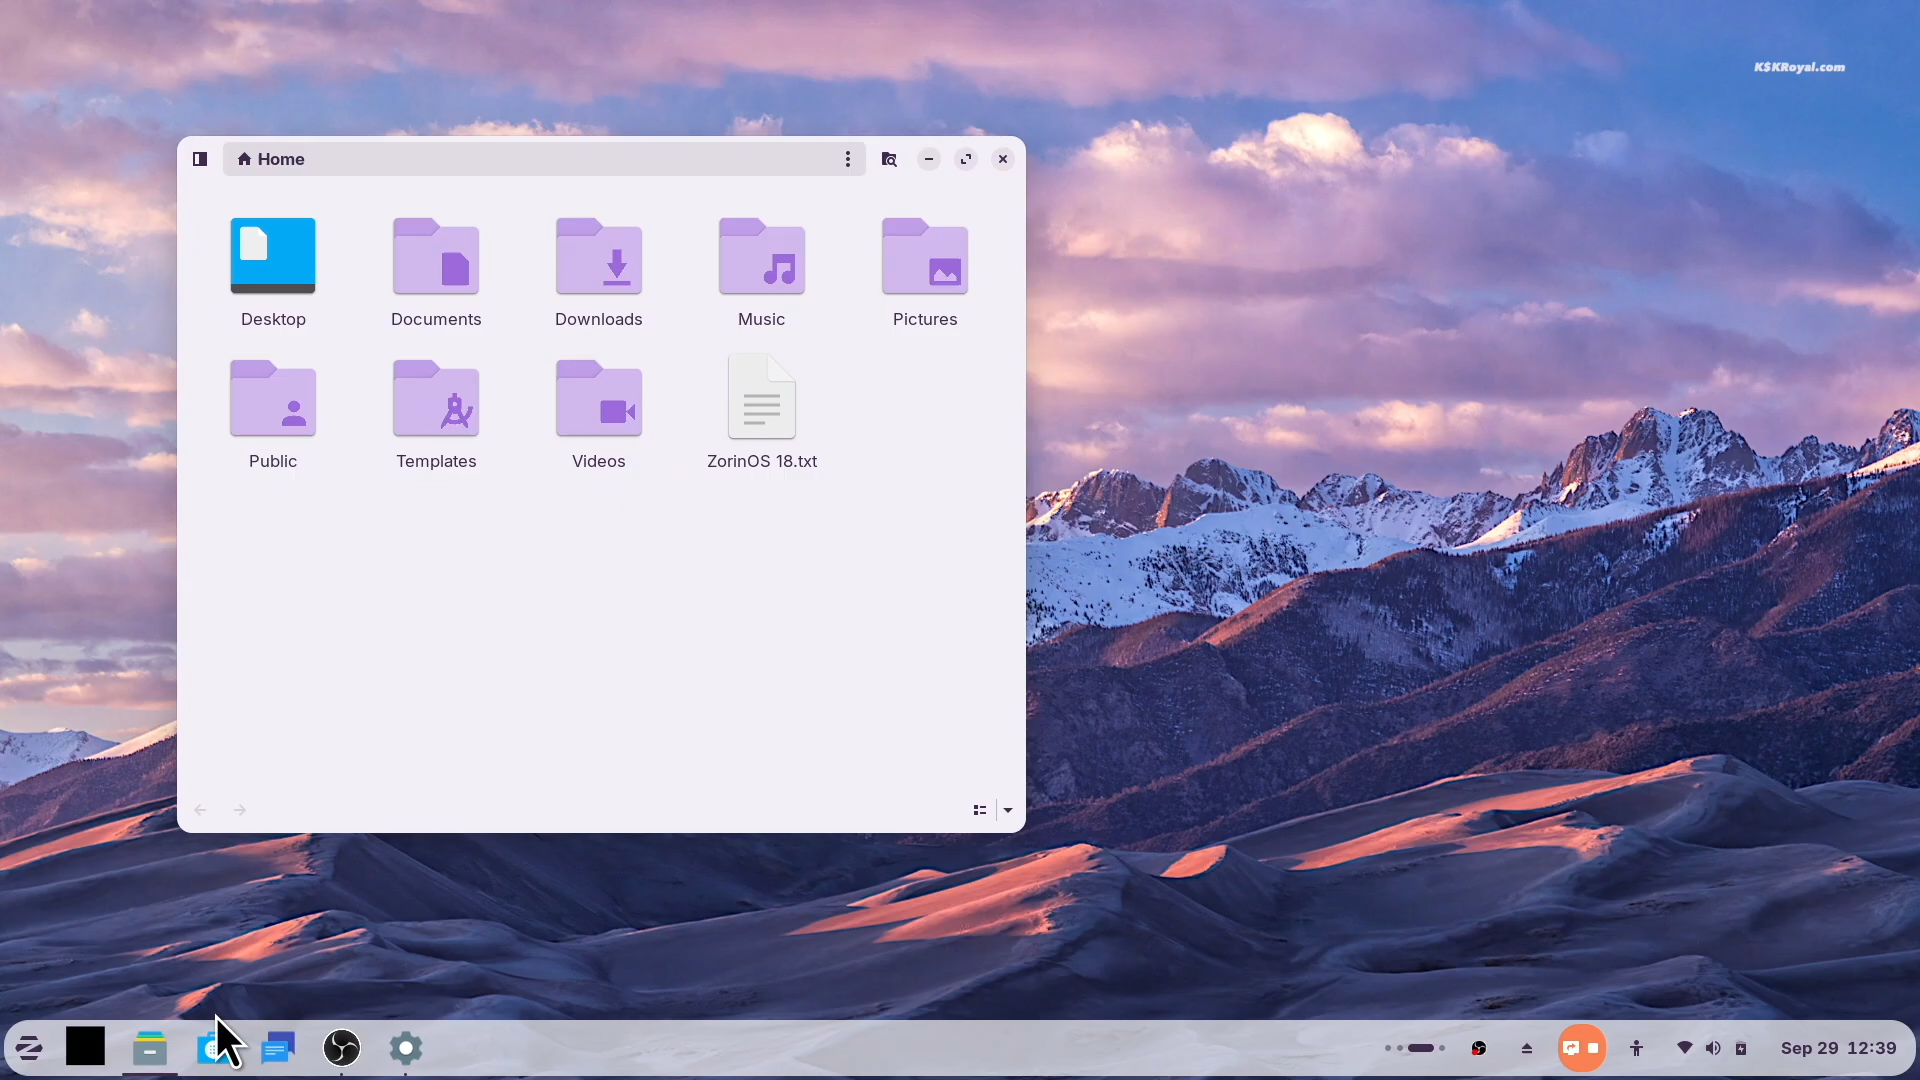 KSKRoyal.com
Home
Desktop
Documents
Downloads
Music
Pictures
Public
Templates
Videos
ZorinOS 18.txt
Sep 29 12:39